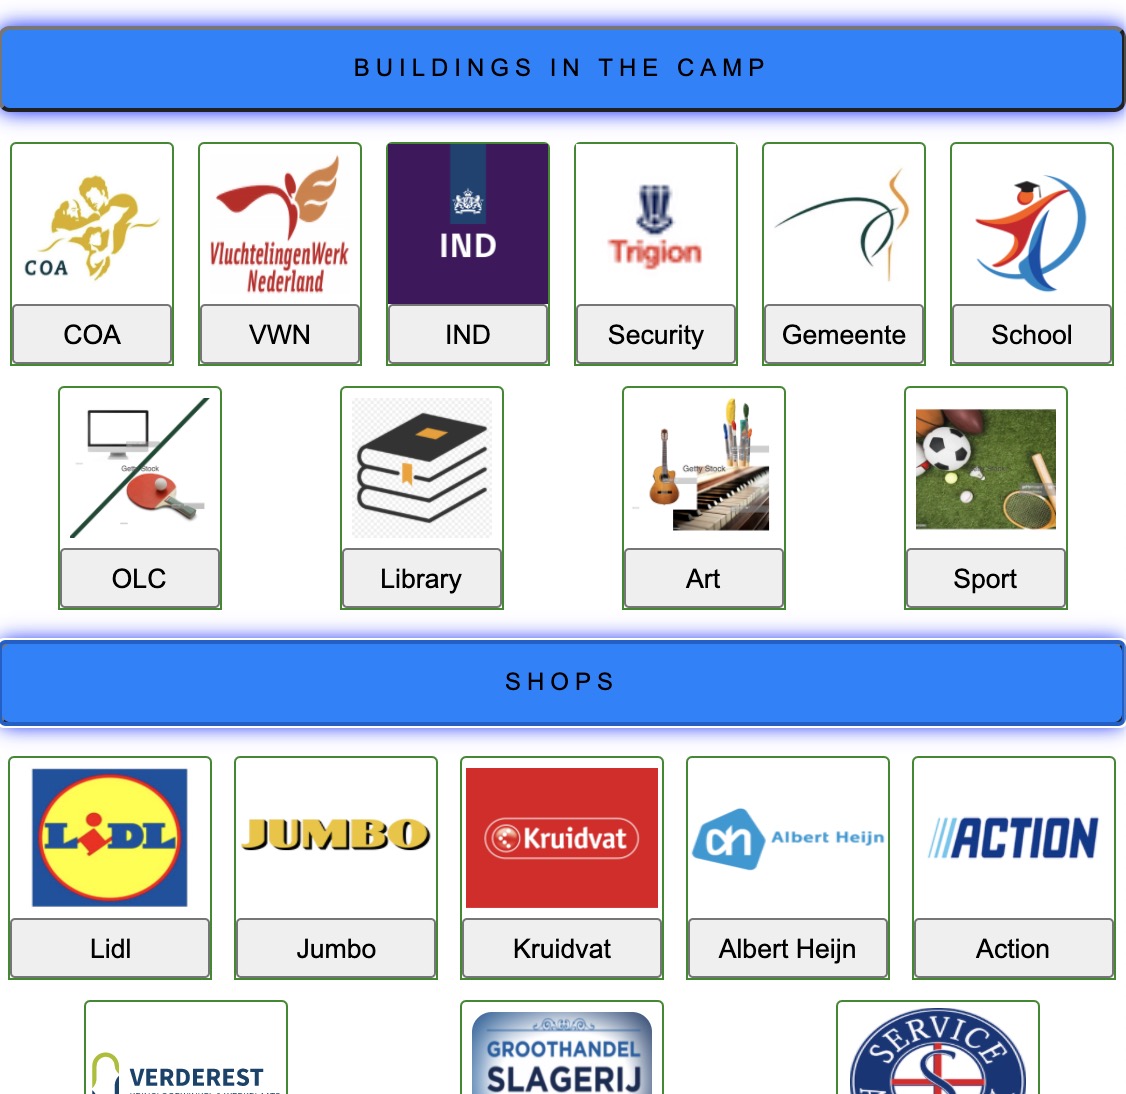 BUILDINGS IN THE CAMP
COA
VluchtelingenWerk
Nederland
IND
Trigion
COA
VWN
IND
Security
Gemeente
School
Getty Stock
Getty Stock
OLC
Library
Art
Sport
SHOPS
LiDL
JUMBO
Kruidvat
ah
Albert Heijn
ACTION
Lidl
Jumbo
Kruidvat
Albert Heijn
Action
VERDEREST
GROOTHANDEL
SLAGERIJ
SERVICE